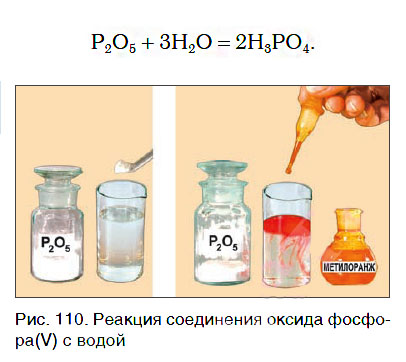 P₂O₅ + 3H₂O = 2H₃PO₄.
P₂O₅
P₂O₅
МЕТИЛОРАНЖ
Рис. 110. Реакция соединения оксида фосфо-
ра(V) с водой